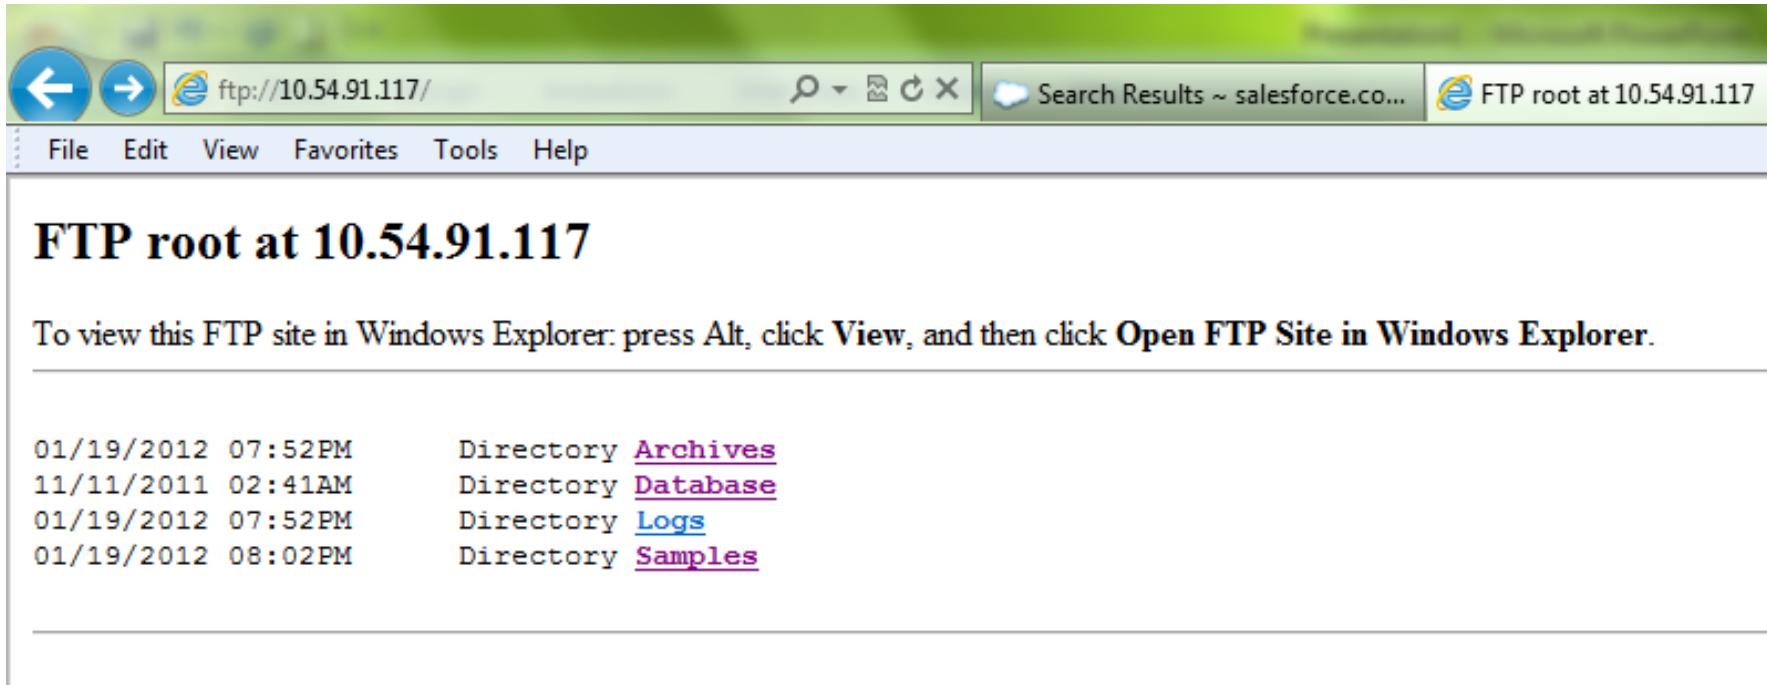 ftp://10.54.91.117/
Search Results ~ salesforce.co...
FTP root at 10.54.91.117
File Edit View Favorites Tools Help
FTP root at 10.54.91.117
To view this FTP site in Windows Explorer: press Alt, click View, and then click Open FTP Site in Windows Explorer.
01/19/2012 07:52PM Directory Archives
11/11/2011 02:41AM Directory Database
01/19/2012 07:52PM Directory Logs
01/19/2012 08:02PM Directory Samples